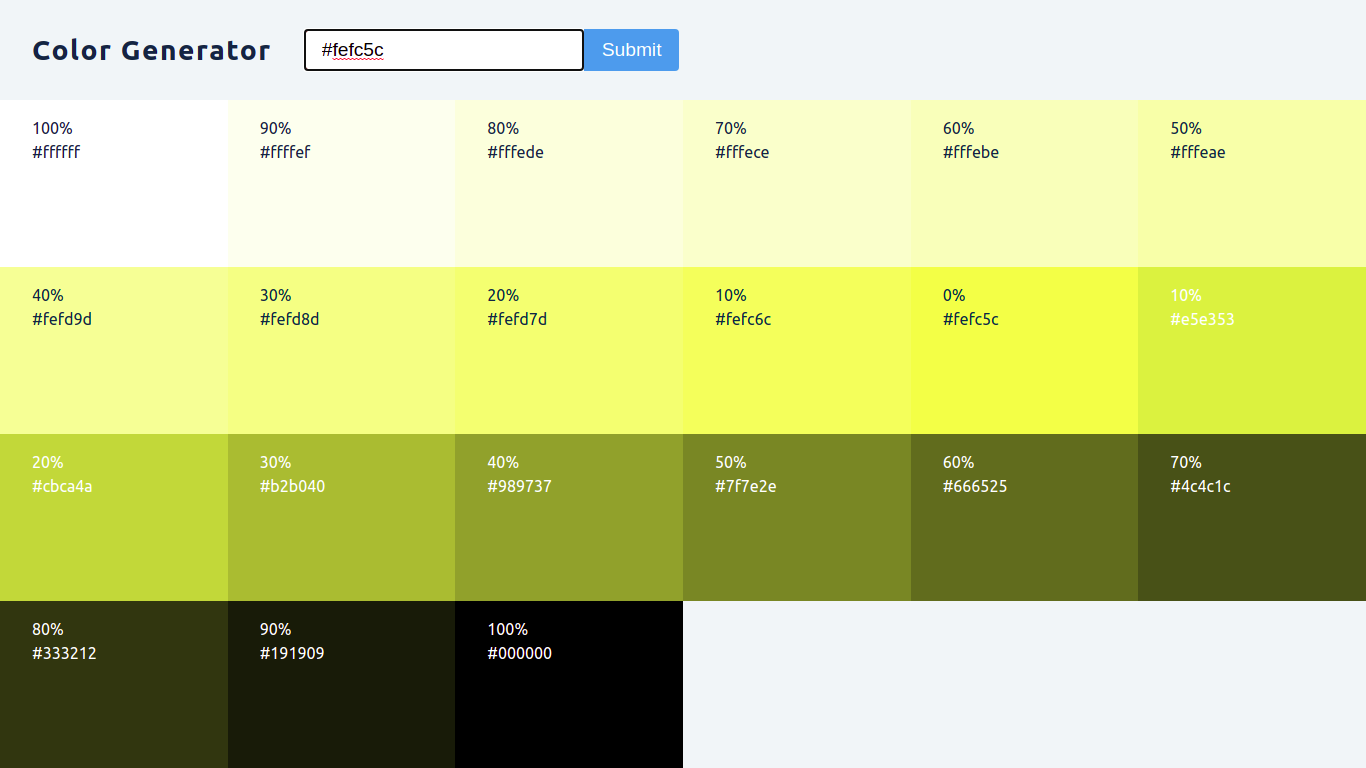 Color Generator
#fefc5c
Submit
100%
#ffffff
90%
#ffffef
80%
#fffede
70%
#fffece
60%
#fffebe
50%
#fffeae
40%
#fefd9d
30%
#fefd8d
20%
#fefd7d
10%
#fefc6c
0%
#fefc5c
10%
#e5e353
20%
#cbca4a
30%
#b2b040
40%
#989737
50%
#7f7e2e
60%
#666525
70%
#4c4c1c
80%
#333212
90%
#191909
100%
#000000